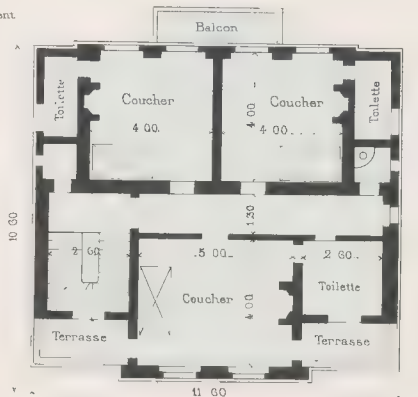 ent
Balcon
Toilette
Coucher
4 00.
4 00
Coucher
4 00...
Toilette
10 60
1.30
2 60
5 00
2 60
Coucher
4 00
Toilette
Terrasse
Terrasse
11 60